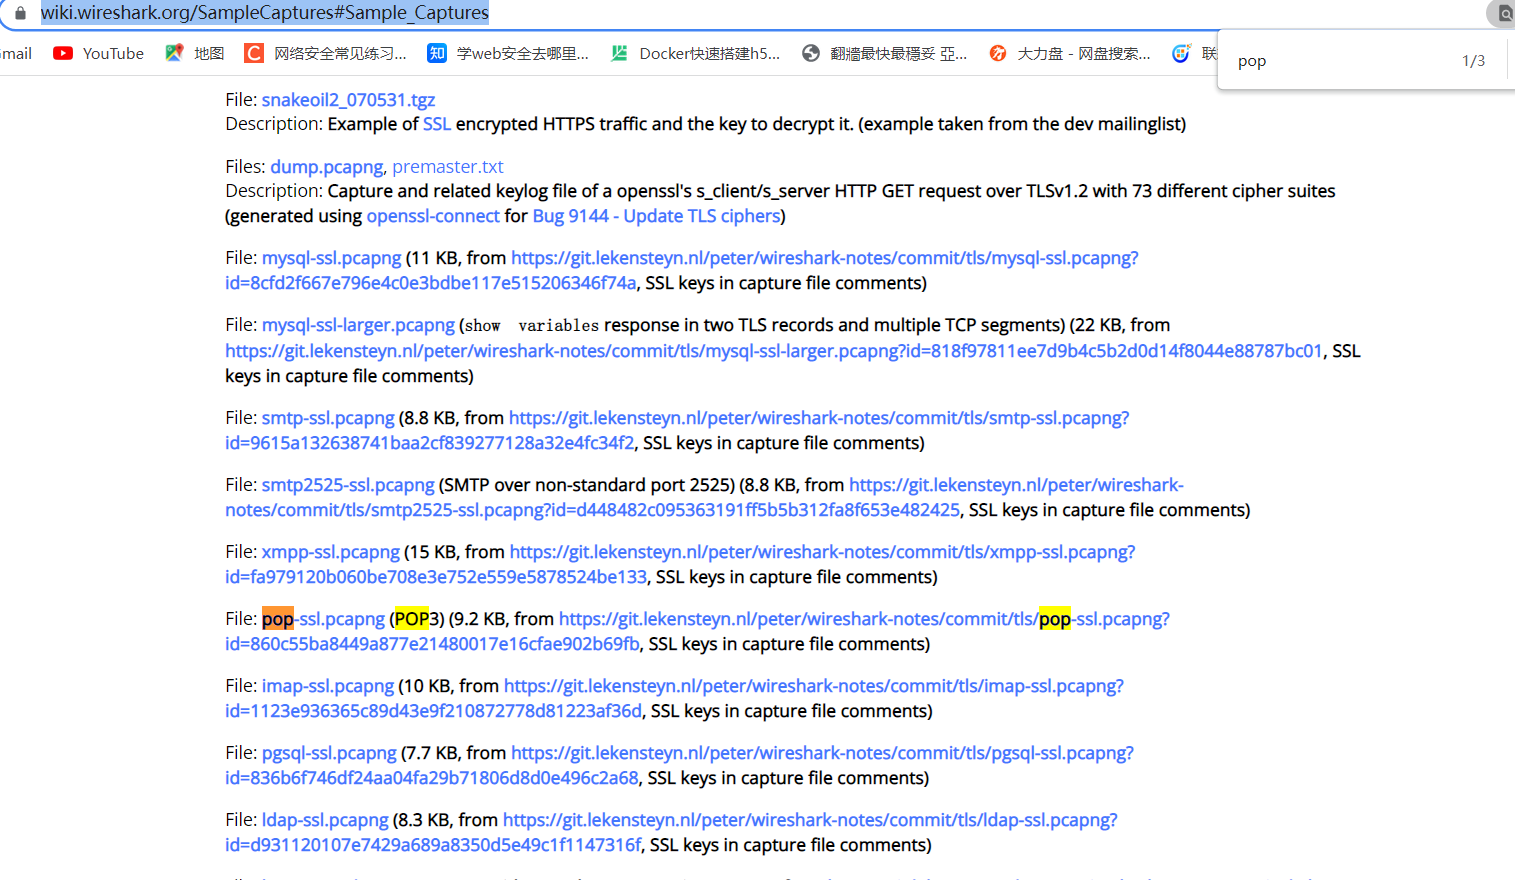 wiki.wireshark.org/SampleCaptures#Sample_Captures
mail YouTube 地图 网络安全常见练习... 学web安全去哪里... Docker快速搭建h5... 翻牆最快最穩妥 亞... 大力盘 - 网盘搜索... 联
pop 1/3
File: snakeoil2_070531.tgz
Description: Example of SSL encrypted HTTPS traffic and the key to decrypt it. (example taken from the dev mailinglist)
Files: dump.pcapng, premaster.txt
Description: Capture and related keylog file of a openssl's s_client/s_server HTTP GET request over TLSv1.2 with 73 different cipher suites
(generated using openssl-connect for Bug 9144 - Update TLS ciphers)
File: mysql-ssl.pcapng (11 KB, from https://git.lekensteyn.nl/peter/wireshark-notes/commit/tls/mysql-ssl.pcapng?
id=8cfd2f667e796e4c0e3bdbe117e515206346f74a, SSL keys in capture file comments)
File: mysql-ssl-larger.pcapng (show variables response in two TLS records and multiple TCP segments) (22 KB, from
https://git.lekensteyn.nl/peter/wireshark-notes/commit/tls/mysql-ssl-larger.pcapng?id=818f97811ee7d9b4c5b2d0d14f8044e88787bc01, SSL
keys in capture file comments)
File: smtp-ssl.pcapng (8.8 KB, from https://git.lekensteyn.nl/peter/wireshark-notes/commit/tls/smtp-ssl.pcapng?
id=9615a132638741baa2cf839277128a32e4fc34f2, SSL keys in capture file comments)
File: smtp2525-ssl.pcapng (SMTP over non-standard port 2525) (8.8 KB, from https://git.lekensteyn.nl/peter/wireshark-
notes/commit/tls/smtp2525-ssl.pcapng?id=d448482c095363191ff5b5b312fa8f653e482425, SSL keys in capture file comments)
File: xmpp-ssl.pcapng (15 KB, from https://git.lekensteyn.nl/peter/wireshark-notes/commit/tls/xmpp-ssl.pcapng?
id=fa979120b060be708e3e752e559e5878524be133, SSL keys in capture file comments)
File: pop-ssl.pcapng (POP3) (9.2 KB, from https://git.lekensteyn.nl/peter/wireshark-notes/commit/tls/pop-ssl.pcapng?
id=860c55ba8449a877e21480017e16cfae902b69fb, SSL keys in capture file comments)
File: imap-ssl.pcapng (10 KB, from https://git.lekensteyn.nl/peter/wireshark-notes/commit/tls/imap-ssl.pcapng?
id=1123e936365c89d43e9f210872778d81223af36d, SSL keys in capture file comments)
File: pgsql-ssl.pcapng (7.7 KB, from https://git.lekensteyn.nl/peter/wireshark-notes/commit/tls/pgsql-ssl.pcapng?
id=836b6f746df24aa04fa29b71806d8d0e496c2a68, SSL keys in capture file comments)
File: ldap-ssl.pcapng (8.3 KB, from https://git.lekensteyn.nl/peter/wireshark-notes/commit/tls/ldap-ssl.pcapng?
id=d931120107e7429a689a8350d5e49c1f1147316f, SSL keys in capture file comments)